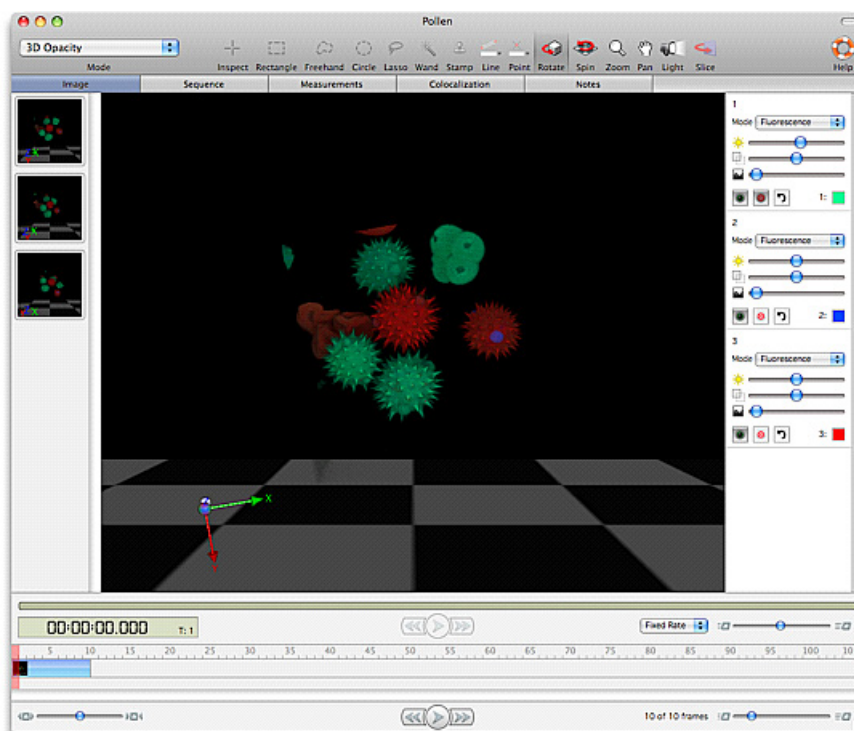 Pollen
3D Opacity
Mode Inspect Rectangle Freehand Circle Lasso Wand Stamp Line Point Rotate Spin Zoom Pan Light Slice Help
Image Sequence Measurements Colocalization Notes
1
Mode Fluorescence
1:
2
Mode Fluorescence
2:
3
Mode Fluorescence
3:
X
00:00:00.000 T: 1
Fixed Rate
5 10 15 20 25 30 35 40 45 50 55 60 65 70 75 80 85 90 95 100
10 of 10 frames